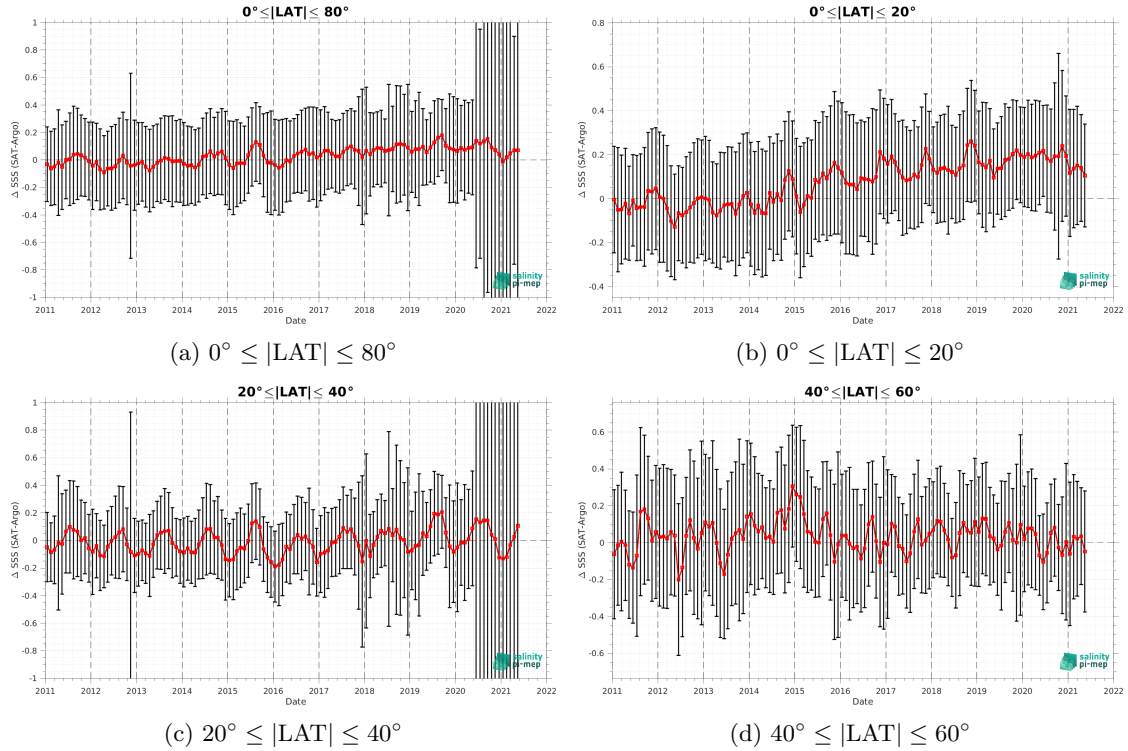 0°≤|LAT|≤ 80°
Δ SSS (SAT-Argo)
1
0.8
0.6
0.4
0.2
0
-0.2
-0.4
-0.6
-0.8
-1
2011 2012 2013 2014 2015 2016 2017 2018 2019 2020 2021 2022
Date
salinity
pi-mep
(a) 0° ≤ |LAT| ≤ 80°
0°≤|LAT|≤ 20°
Δ SSS (SAT-Argo)
0.8
0.6
0.4
0.2
0
-0.2
-0.4
2011 2012 2013 2014 2015 2016 2017 2018 2019 2020 2021 2022
Date
salinity
pi-mep
(b) 0° ≤ |LAT| ≤ 20°
20°≤|LAT|≤ 40°
Δ SSS (SAT-Argo)
1
0.8
0.6
0.4
0.2
0
-0.2
-0.4
-0.6
-0.8
-1
2011 2012 2013 2014 2015 2016 2017 2018 2019 2020 2021 2022
Date
salinity
pi-mep
(c) 20° ≤ |LAT| ≤ 40°
40°≤|LAT|≤ 60°
Δ SSS (SAT-Argo)
0.6
0.4
0.2
0
-0.2
-0.4
-0.6
2011 2012 2013 2014 2015 2016 2017 2018 2019 2020 2021 2022
Date
salinity
pi-mep
(d) 40° ≤ |LAT| ≤ 60°